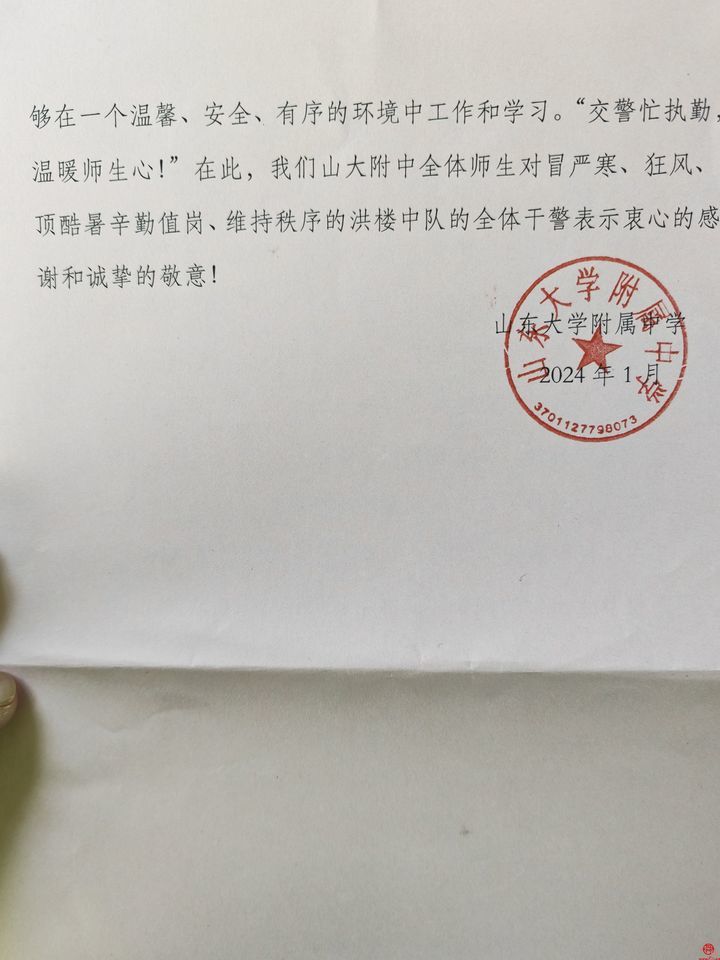 够在一个温馨、安全、有序的环境中工作和学习。“交警忙执勤，
温暖师生心！”在此，我们山大附中全体师生对冒严寒、狂风、
顶酷暑辛勤值岗、维持秩序的洪楼中队的全体干警表示衷心的感
谢和诚挚的敬意！
山东大学附属中学
2024 年 1 月
山东大学附属中学
3701127798073